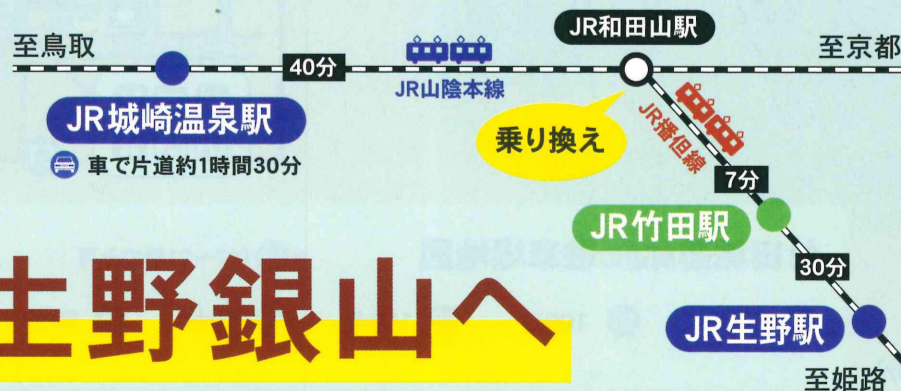 至鳥取
JR和田山駅
至京都
40分
JR山陰本線
JR城崎温泉駅
車で片道約1時間30分
乗り換え
JR播但線
7分
JR竹田駅
30分
生野銀山へ
JR生野駅
至姫路